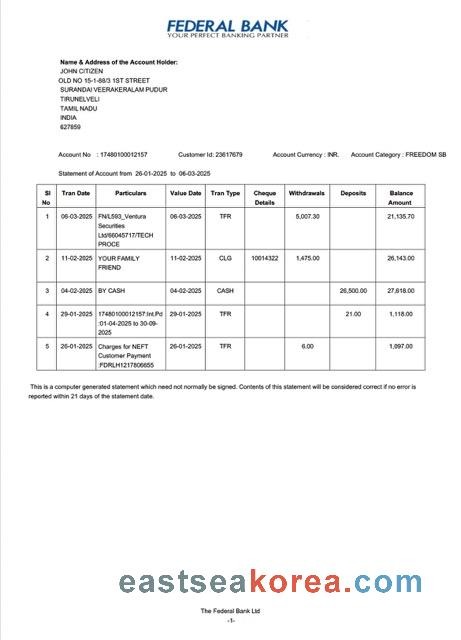 FEDERAL BANK
YOUR PERFECT BANKING PARTNER
Name & Address of the Account Holder:
JOHN CITIZEN
OLD NO 15-1-88/3 1ST STREET
SURANDAI VEERAKERALAM PUDUR
TIRUNELVELI
TAMIL NADU
INDIA
627859
Account No : 17480100012157 Customer Id: 23617679 Account Currency : INR. Account Category : FREEDOM SB
Statement of Account from 26-01-2025 to 06-03-2025
Sl No Tran Date Particulars Value Date Tran Type Cheque Details Withdrawals Deposits Balance Amount
1 06-03-2025 FN/L593_Ventura Securities Ltd/66045717/TECH PROCE 06-03-2025 TFR 5,007.30 21,135.70
2 11-02-2025 YOUR FAMILY FRIEND 11-02-2025 CLG 10014322 1,475.00 26,143.00
3 04-02-2025 BY CASH 04-02-2025 CASH 26,500.00 27,618.00
4 29-01-2025 17480100012157:Int.Pd :01-04-2025 to 30-09-2025 29-01-2025 TFR 21.00 1,118.00
5 26-01-2025 Charges for NEFT Customer Payment :FDRLH1217806655 26-01-2025 TFR 6.00 1,097.00
This is a computer generated statement which need not normally be signed. Contents of this statement will be considered correct if no error is
reported within 21 days of the statement date.
eastseakorea.com
The Federal Bank Ltd
-1-